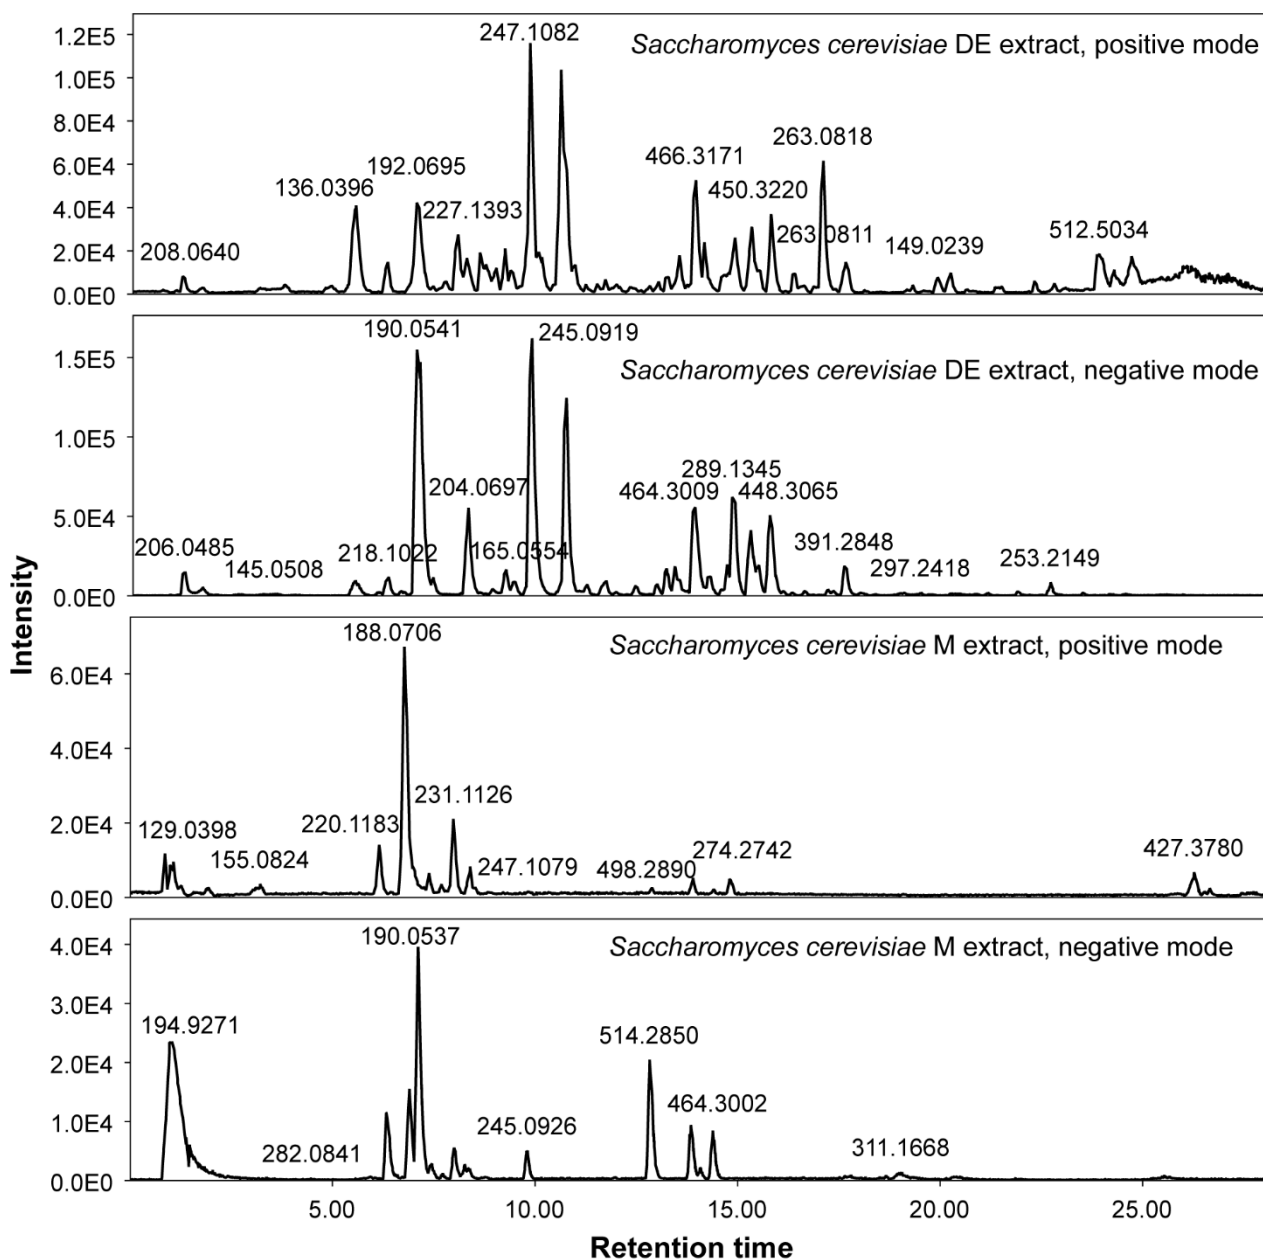 Intensity
1.2E5
1.0E5
8.0E4
6.0E4
4.0E4
2.0E4
0.0E0
Saccharomyces cerevisiae DE extract, positive mode
247.1082
263.0818
466.3171
192.0695
136.0396
450.3220
227.1393
263.0811
149.0239
512.5034
208.0640
1.5E5
1.0E5
5.0E4
0.0E0
190.0541
245.0919
Saccharomyces cerevisiae DE extract, negative mode
289.1345
204.0697
464.3009
448.3065
206.0485
145.0508
218.1022
165.0554
391.2848
297.2418
253.2149
6.0E4
4.0E4
2.0E4
0.0E0
188.0706
Saccharomyces cerevisiae M extract, positive mode
231.1126
129.0398
220.1183
155.0824
247.1079
498.2890
274.2742
427.3780
4.0E4
3.0E4
2.0E4
1.0E4
0.0E0
190.0537
Saccharomyces cerevisiae M extract, negative mode
194.9271
514.2850
464.3002
282.0841
245.0926
311.1668
5.00
10.00
15.00
20.00
25.00
Retention time